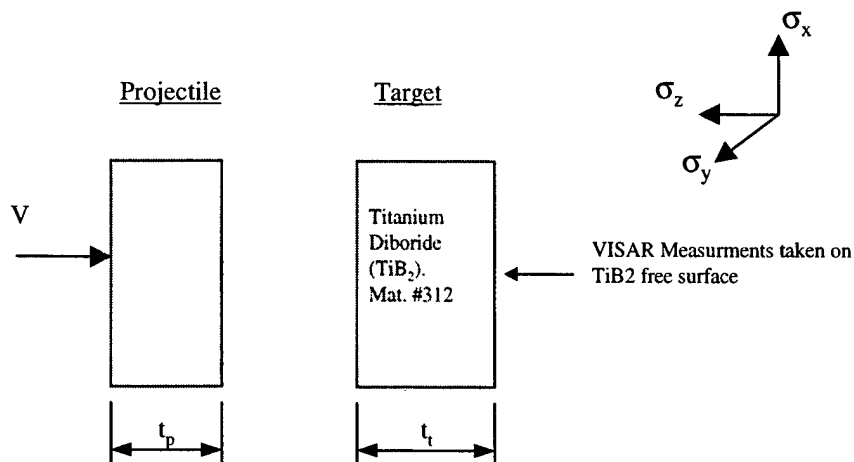 σx
Projectile
Target
σz
σy
V
Titanium
Diboride
(TiB2).
Mat. #312
VISAR Measurments taken on
TiB2 free surface
tp
tt